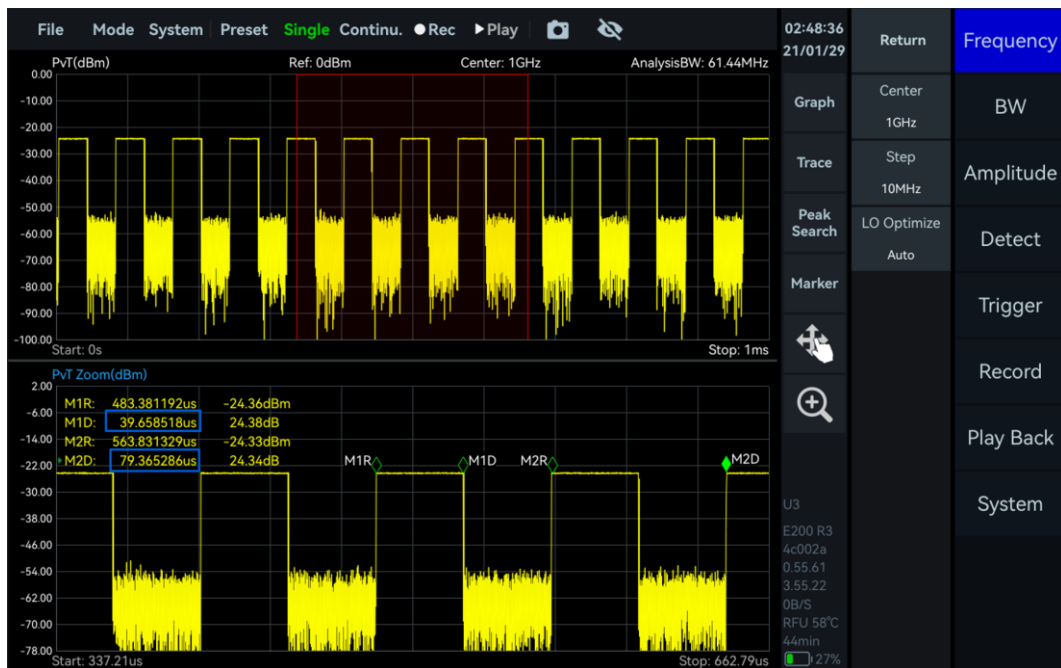 File Mode System Preset Single Continu. Rec Play
PvT(dBm) Ref: 0dBm Center: 1GHz AnalysisBW: 61.44MHz
0.00
-10.00
-20.00
-30.00
-40.00
-50.00
-60.00
-70.00
-80.00
-90.00
-100.00
Start: 0s Stop: 1ms
PvT Zoom(dBm)
2.00
-6.00
-14.00
-22.00
-30.00
-38.00
-46.00
-54.00
-62.00
-70.00
-78.00
M1R: 483.381192us -24.36dBm
M1D: 39.658518us 24.38dB
M2R: 563.831329us -24.33dBm
M2D: 79.365286us 24.34dB
M1R M1D M2R M2D
Start: 337.21us Stop: 662.79us
02:48:36
21/01/29
Graph
Trace
Peak
Search
Marker
U3
E200 R3
4c002a
0.55.61
3.55.22
0B/S
RFU 58℃
44min
27%
Return
Center
1GHz
Step
10MHz
LO Optimize
Auto
Frequency
BW
Amplitude
Detect
Trigger
Record
Play Back
System